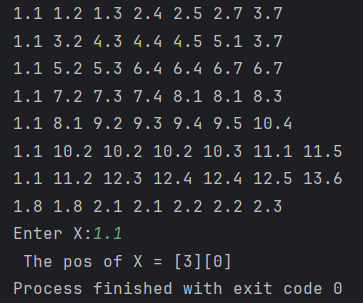 1.1 1.2 1.3 2.4 2.5 2.7 3.7
1.1 3.2 4.3 4.4 4.5 5.1 3.7
1.1 5.2 5.3 6.4 6.4 6.7 6.7
1.1 7.2 7.3 7.4 8.1 8.1 8.3
1.1 8.1 9.2 9.3 9.4 9.5 10.4
1.1 10.2 10.2 10.2 10.3 11.1 11.5
1.1 11.2 12.3 12.4 12.4 12.5 13.6
1.8 1.8 2.1 2.1 2.2 2.2 2.3
Enter X:1.1
The pos of X = [3][0]
Process finished with exit code 0